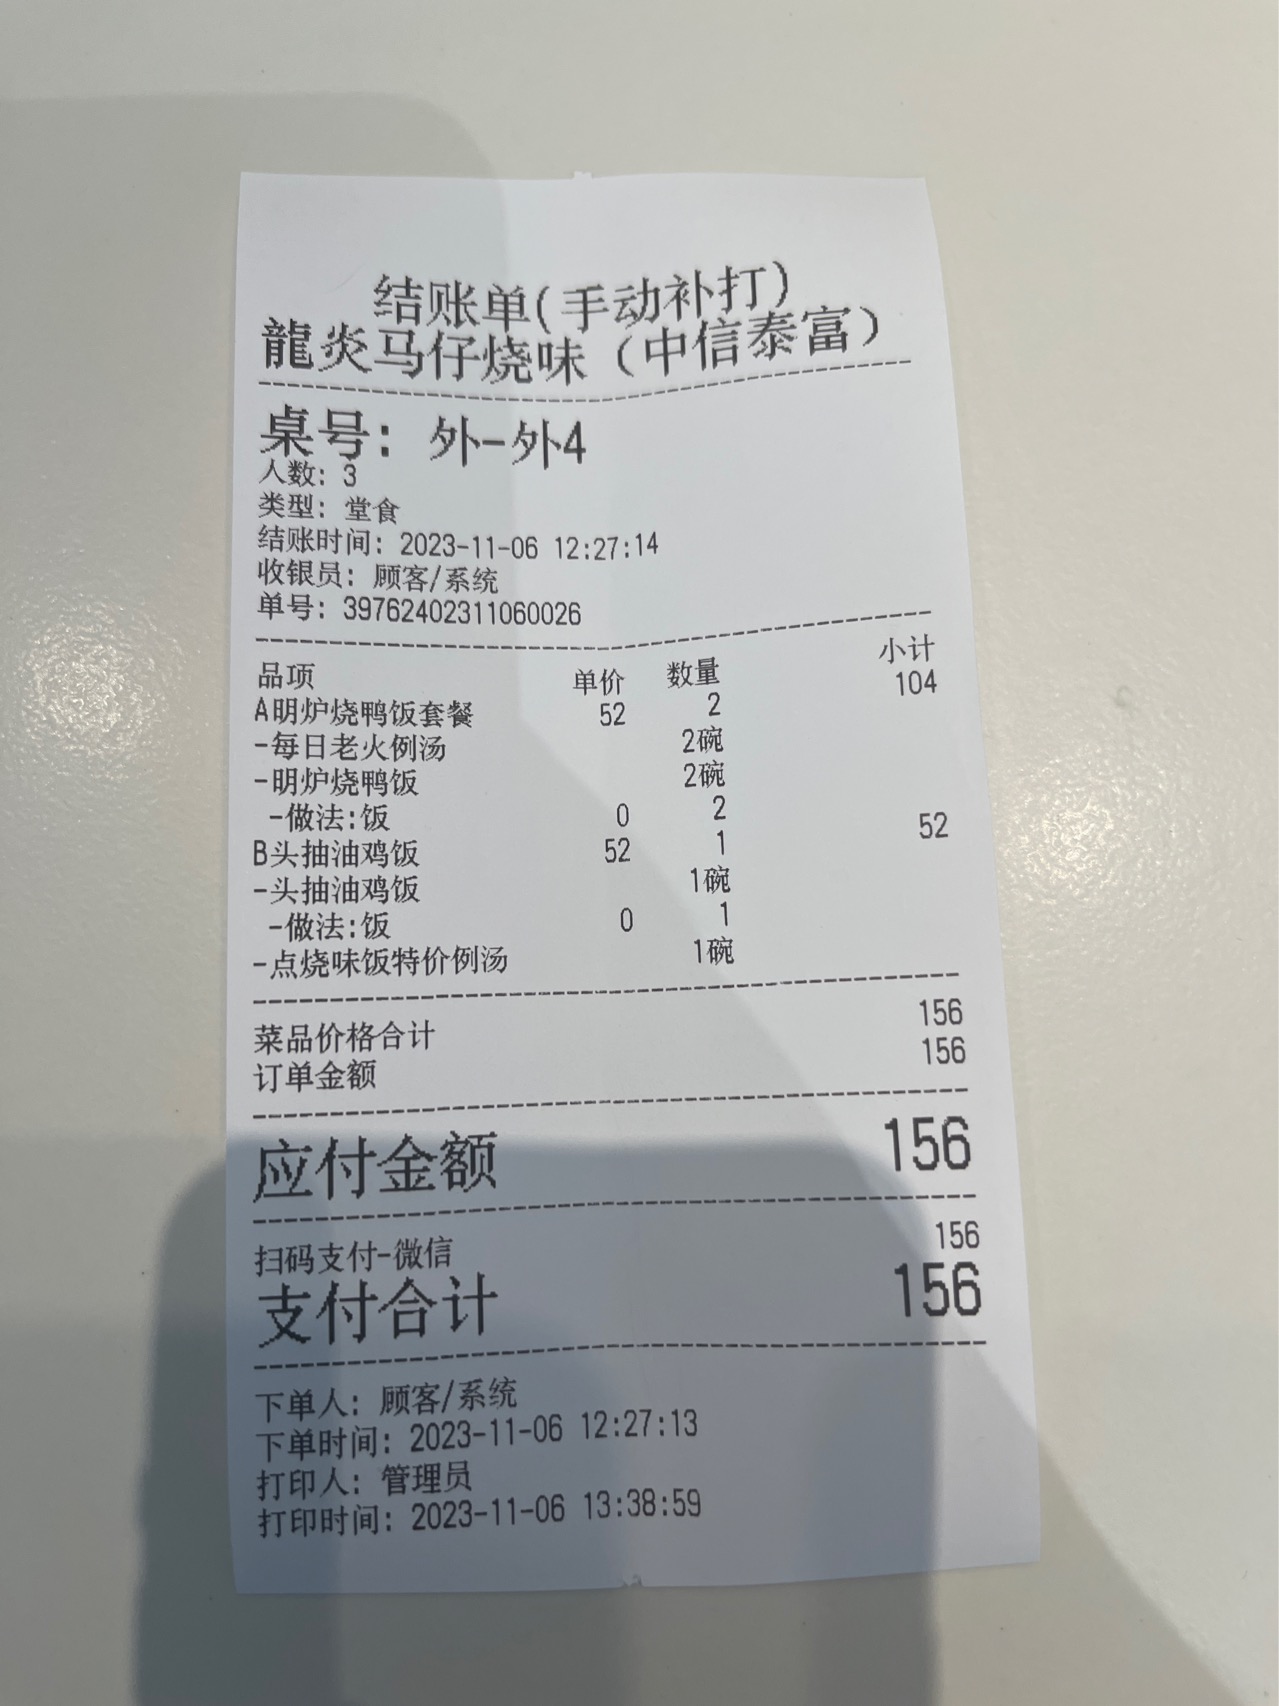 结账单(手动补打)
龍炎马仔烧味（中信泰富）
桌号: 外-外4
人数: 3
类型: 堂食
结账时间: 2023-11-06 12:27:14
收银员: 顾客/系统
单号: 39762402311060026
品项 单价 数量 小计
A明炉烧鸭饭套餐 52 2 104
-每日老火例汤 2碗
-明炉烧鸭饭 2碗
-做法:饭 0 2
B头抽油鸡饭 52 1 52
-头抽油鸡饭 1碗
-做法:饭 0 1
-点烧味饭特价例汤 1碗
菜品价格合计 156
订单金额 156
应付金额 156
扫码支付-微信 156
支付合计 156
下单人: 顾客/系统
下单时间: 2023-11-06 12:27:13
打印人: 管理员
打印时间: 2023-11-06 13:38:59